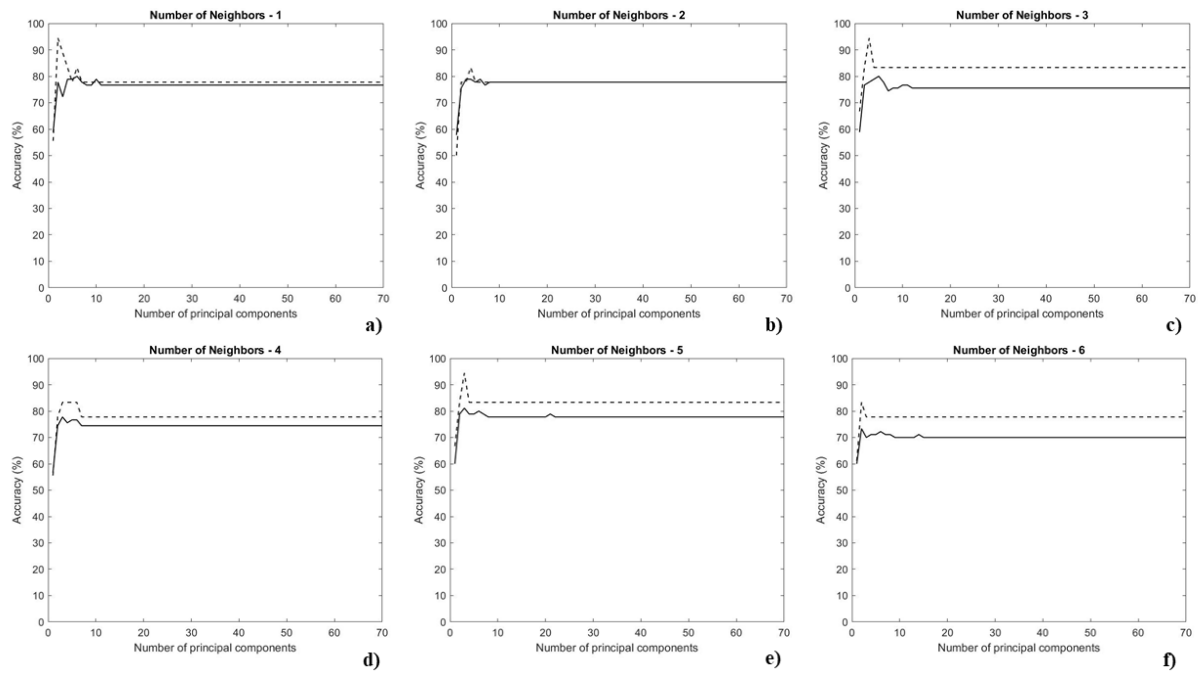 Number of Neighbors - 1
100
90
80
70
60
50
40
30
20
10
0
Accuracy (%)
0 10 20 30 40 50 60 70
Number of principal components
a)
Number of Neighbors - 2
100
90
80
70
60
50
40
30
20
10
0
Accuracy (%)
0 10 20 30 40 50 60 70
Number of principal components
b)
Number of Neighbors - 3
100
90
80
70
60
50
40
30
20
10
0
Accuracy (%)
0 10 20 30 40 50 60 70
Number of principal components
c)
Number of Neighbors - 4
100
90
80
70
60
50
40
30
20
10
0
Accuracy (%)
0 10 20 30 40 50 60 70
Number of principal components
d)
Number of Neighbors - 5
100
90
80
70
60
50
40
30
20
10
0
Accuracy (%)
0 10 20 30 40 50 60 70
Number of principal components
e)
Number of Neighbors - 6
100
90
80
70
60
50
40
30
20
10
0
Accuracy (%)
0 10 20 30 40 50 60 70
Number of principal components
f)